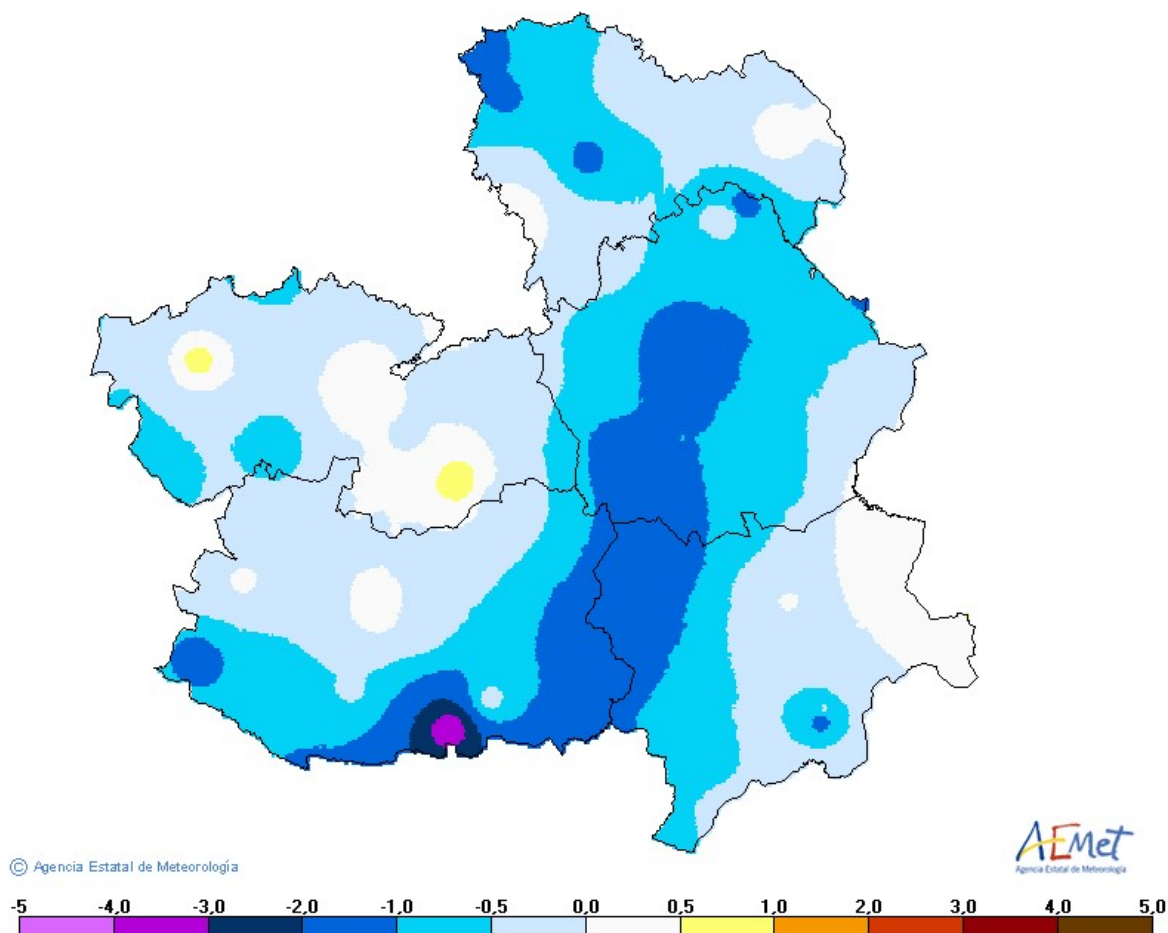 © Agencia Estatal de Meteorología
AEMet
Agencia Estatal de Meteorología
-5 -4,0 -3,0 -2,0 -1,0 -0,5 0,0 0,5 1,0 2,0 3,0 4,0 5,0